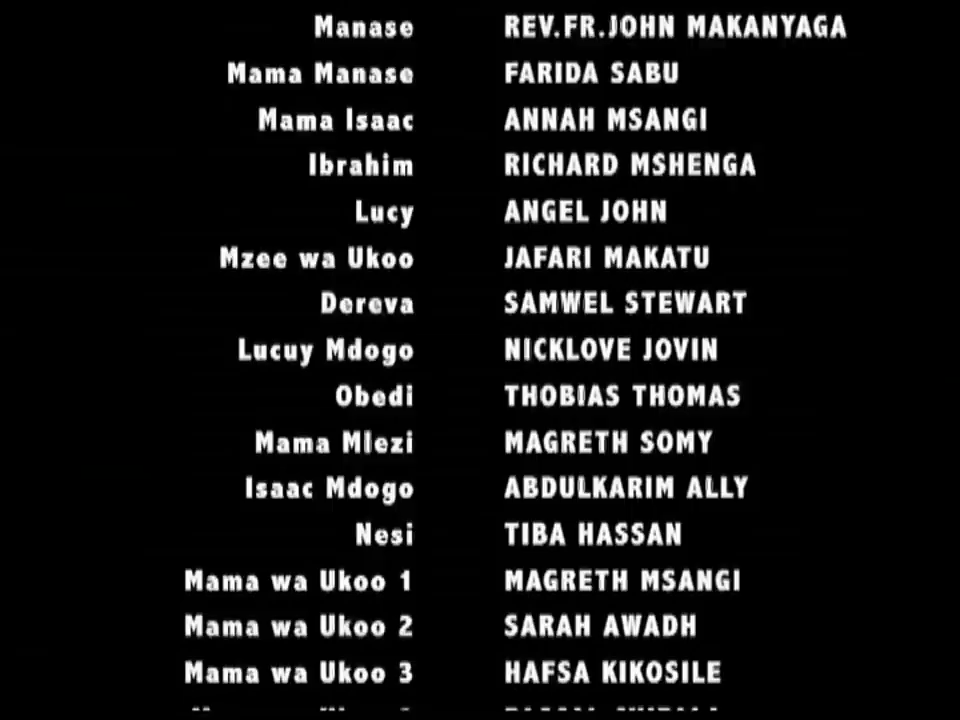 Manase REV.FR.JOHN MAKANYAGA
Mama Manase FARIDA SABU
Mama Isaac ANNAH MSANGI
Ibrahim RICHARD MSHENGA
Lucy ANGEL JOHN
Mzee wa Ukoo JAFARI MAKATU
Dereva SAMWEL STEWART
Lucuy Mdogo NICKLOVE JOVIN
Obedi THOBIAS THOMAS
Mama Mlezi MAGRETH SOMY
Isaac Mdogo ABDULKARIM ALLY
Nesi TIBA HASSAN
Mama wa Ukoo 1 MAGRETH MSANGI
Mama wa Ukoo 2 SARAH AWADH
Mama wa Ukoo 3 HAFSA KIKOSILE